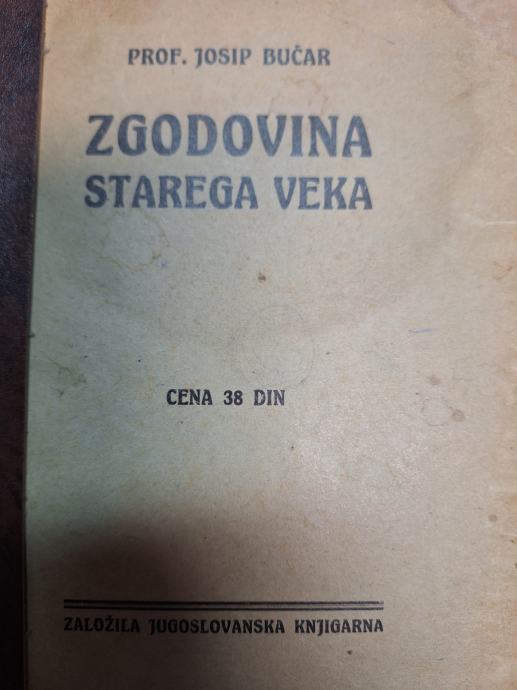 PROF. JOSIP BUČAR
ZGODOVINA
STAREGA VEKA
CENA 38 DIN
ZALOŽILA JUGOSLOVANSKA KNJIGARNA